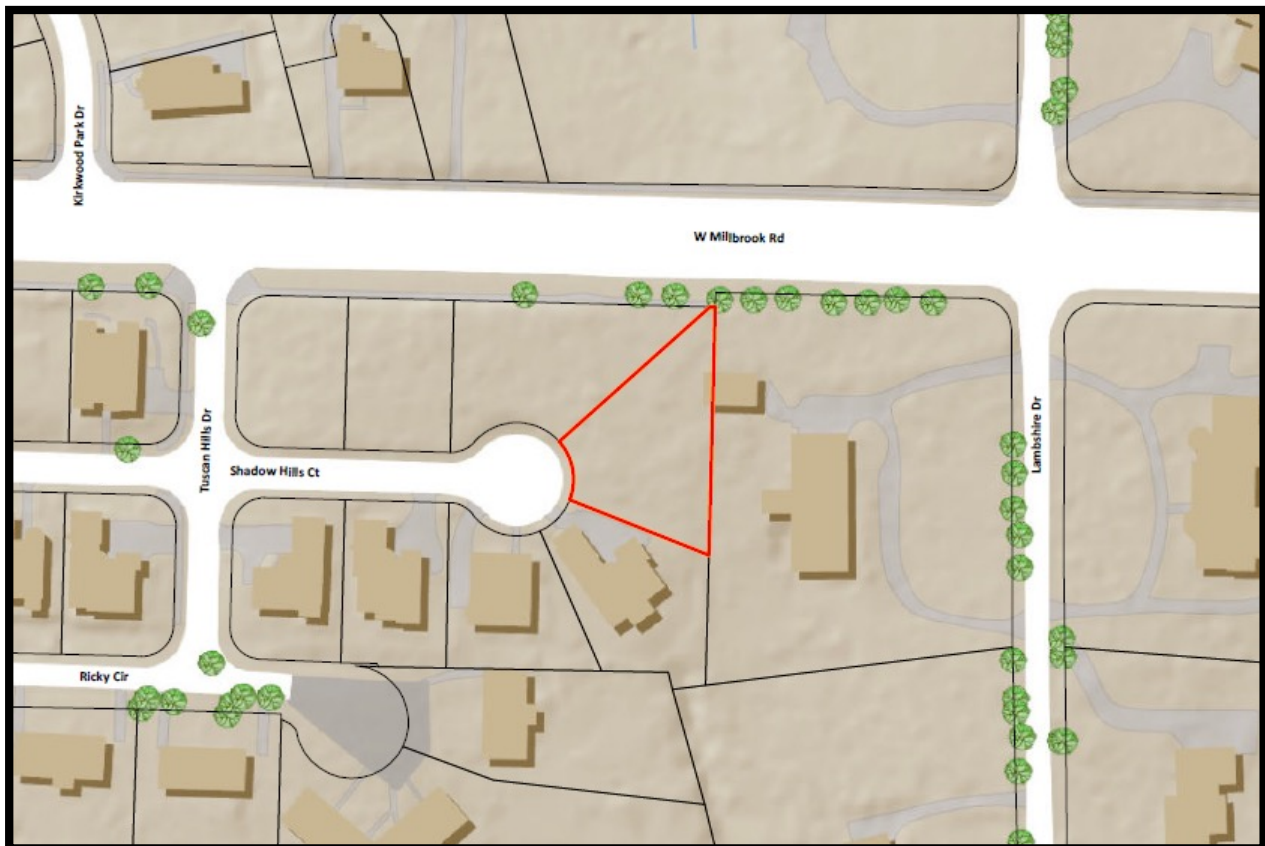 Kirkwood Park Dr
W Millbrook Rd
Tuscan Hills Dr
Shadow Hills Ct
Lambshire Dr
Ricky Cir